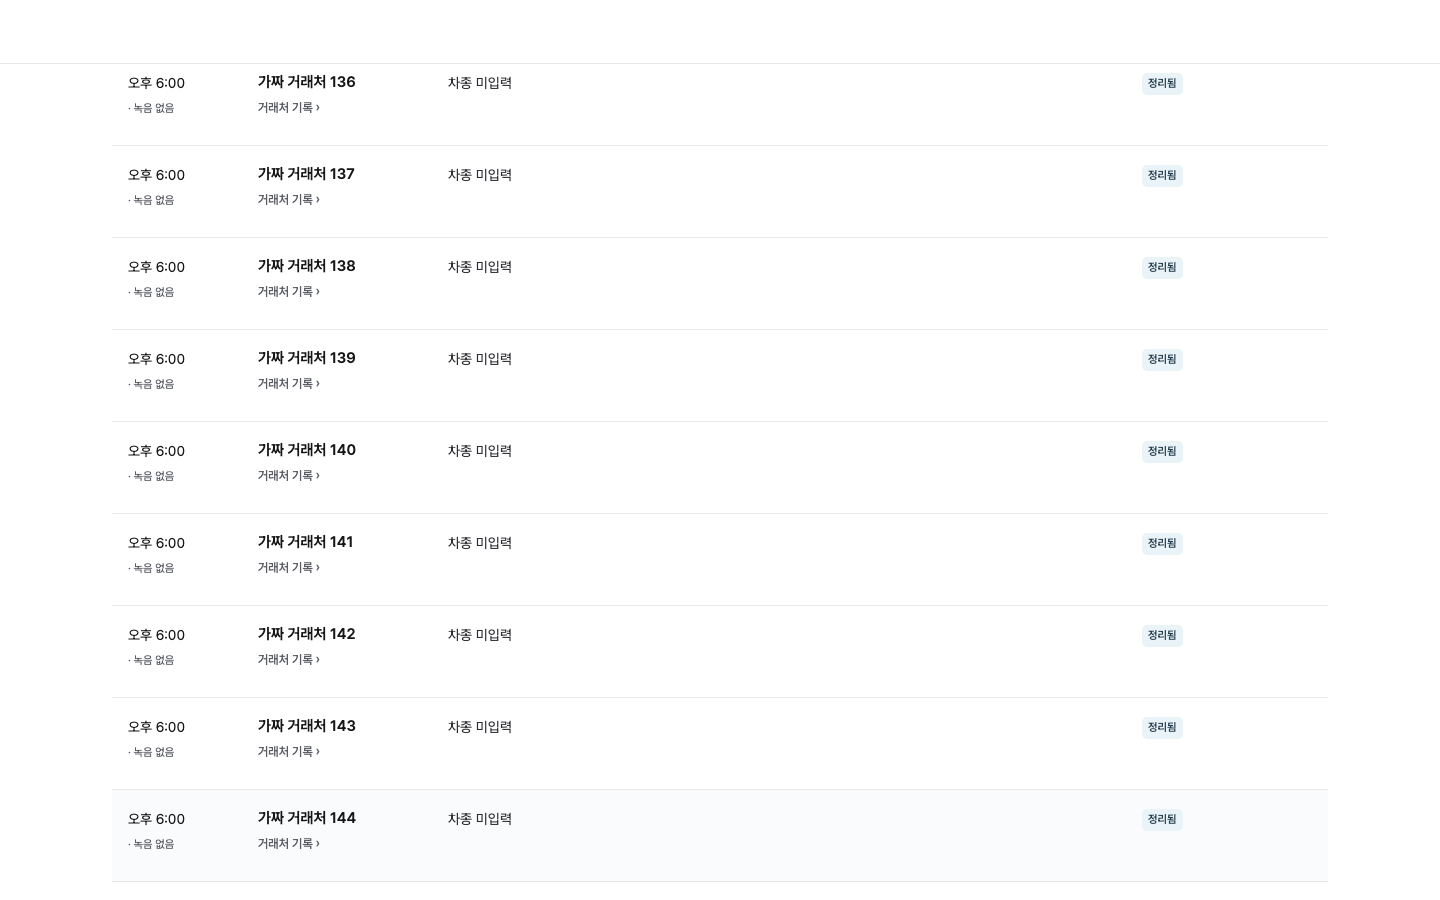 오후 6:00 가짜 거래처 136 차종 미입력 정리됨
· 녹음 없음 거래처 기록 ›
오후 6:00 가짜 거래처 137 차종 미입력 정리됨
· 녹음 없음 거래처 기록 ›
오후 6:00 가짜 거래처 138 차종 미입력 정리됨
· 녹음 없음 거래처 기록 ›
오후 6:00 가짜 거래처 139 차종 미입력 정리됨
· 녹음 없음 거래처 기록 ›
오후 6:00 가짜 거래처 140 차종 미입력 정리됨
· 녹음 없음 거래처 기록 ›
오후 6:00 가짜 거래처 141 차종 미입력 정리됨
· 녹음 없음 거래처 기록 ›
오후 6:00 가짜 거래처 142 차종 미입력 정리됨
· 녹음 없음 거래처 기록 ›
오후 6:00 가짜 거래처 143 차종 미입력 정리됨
· 녹음 없음 거래처 기록 ›
오후 6:00 가짜 거래처 144 차종 미입력 정리됨
· 녹음 없음 거래처 기록 ›